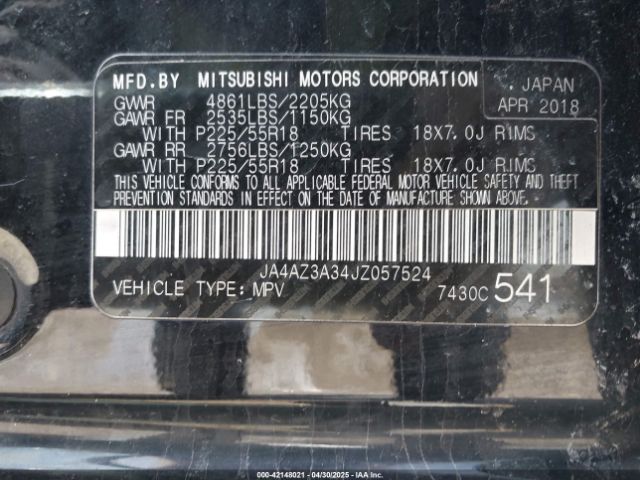 MFD.BY MITSUBISHI MOTORS CORPORATION
JAPAN
APR 2018
GVWR 4861LBS/2205KG
GAWR FR 2535LBS/1150KG
WITH P225/55R18 TIRES 18X7.0J RIMS
GAWR RR 2756LBS/1250KG
WITH P225/55R18 TIRES 18X7.0J RIMS
THIS VEHICLE CONFORMS TO ALL APPLICABLE FEDERAL MOTOR VEHICLE SAFETY AND THEFT
PREVENTION STANDARDS IN EFFECT ON THE DATE OF MANUFACTURE SHOWN ABOVE.
JA4AZ3A34JZ057524
VEHICLE TYPE: MPV 7430C 541
000-42148021 - 04/30/2025 - IAA Inc.